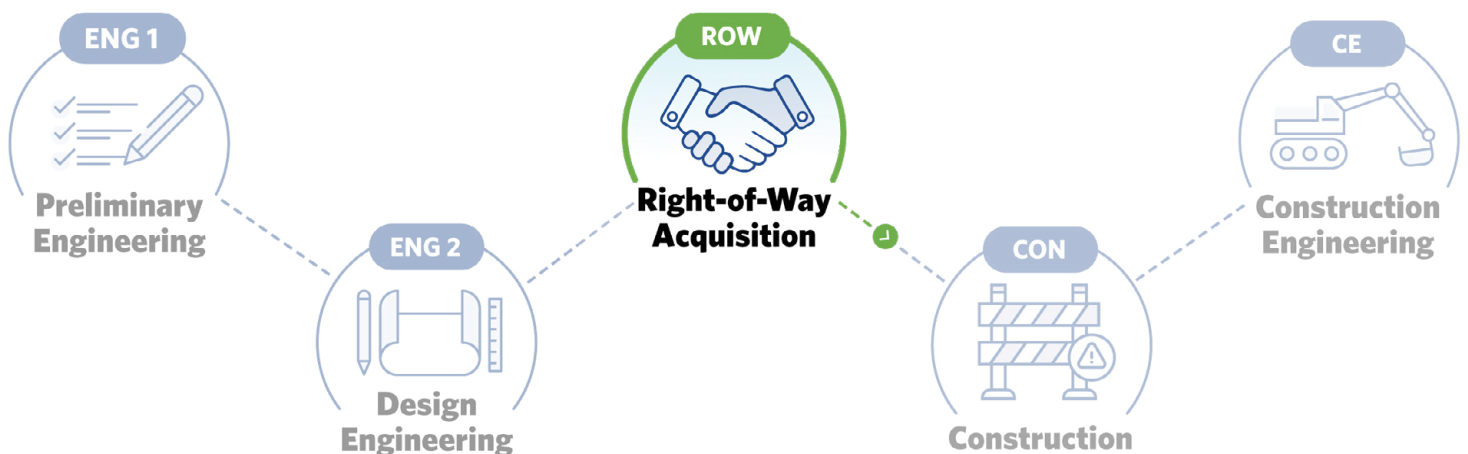 ENG 1
Preliminary
Engineering
ENG 2
Design
Engineering
ROW
Right-of-Way
Acquisition
CON
Construction
CE
Construction
Engineering